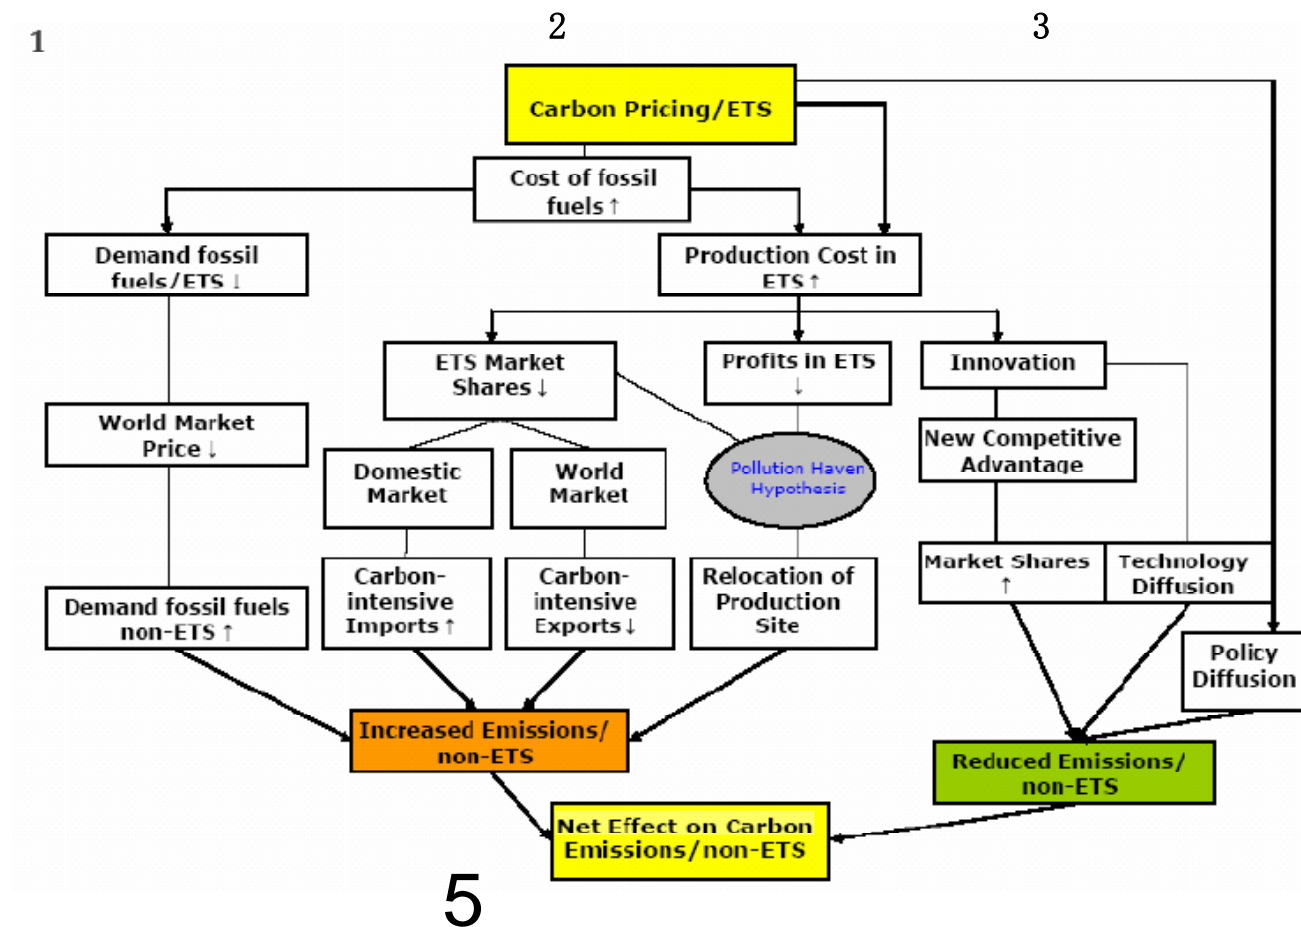 1
2
3
Carbon Pricing/ETS
Cost of fossil
fuels ↑
Demand fossil
fuels/ETS ↓
Production Cost in
ETS ↑
ETS Market
Shares ↓
Profits in ETS
↓
Innovation
World Market
Price ↓
New Competitive
Advantage
Domestic
Market
World
Market
Pollution Haven
Hypothesis
Market Shares
↑
Technology
Diffusion
Carbon-
intensive
Imports ↑
Carbon-
intensive
Exports ↓
Relocation of
Production
Site
Demand fossil fuels
non-ETS ↑
Policy
Diffusion
Increased Emissions/
non-ETS
Reduced Emissions/
non-ETS
Net Effect on Carbon
Emissions/non-ETS
5